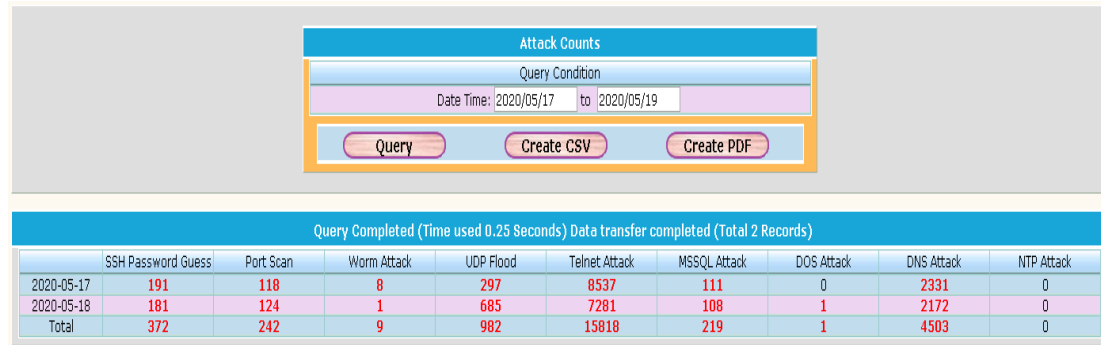 Attack Counts
Query Condition
Date Time: 2020/05/17 to 2020/05/19
Query Create CSV Create PDF
Query Completed (Time used 0.25 Seconds) Data transfer completed (Total 2 Records)
SSH Password Guess Port Scan Worm Attack UDP Flood Telnet Attack MSSQL Attack DOS Attack DNS Attack NTP Attack
2020-05-17 191 118 8 297 8537 111 0 2331 0
2020-05-18 181 124 1 685 7281 108 1 2172 0
Total 372 242 9 982 15818 219 1 4503 0